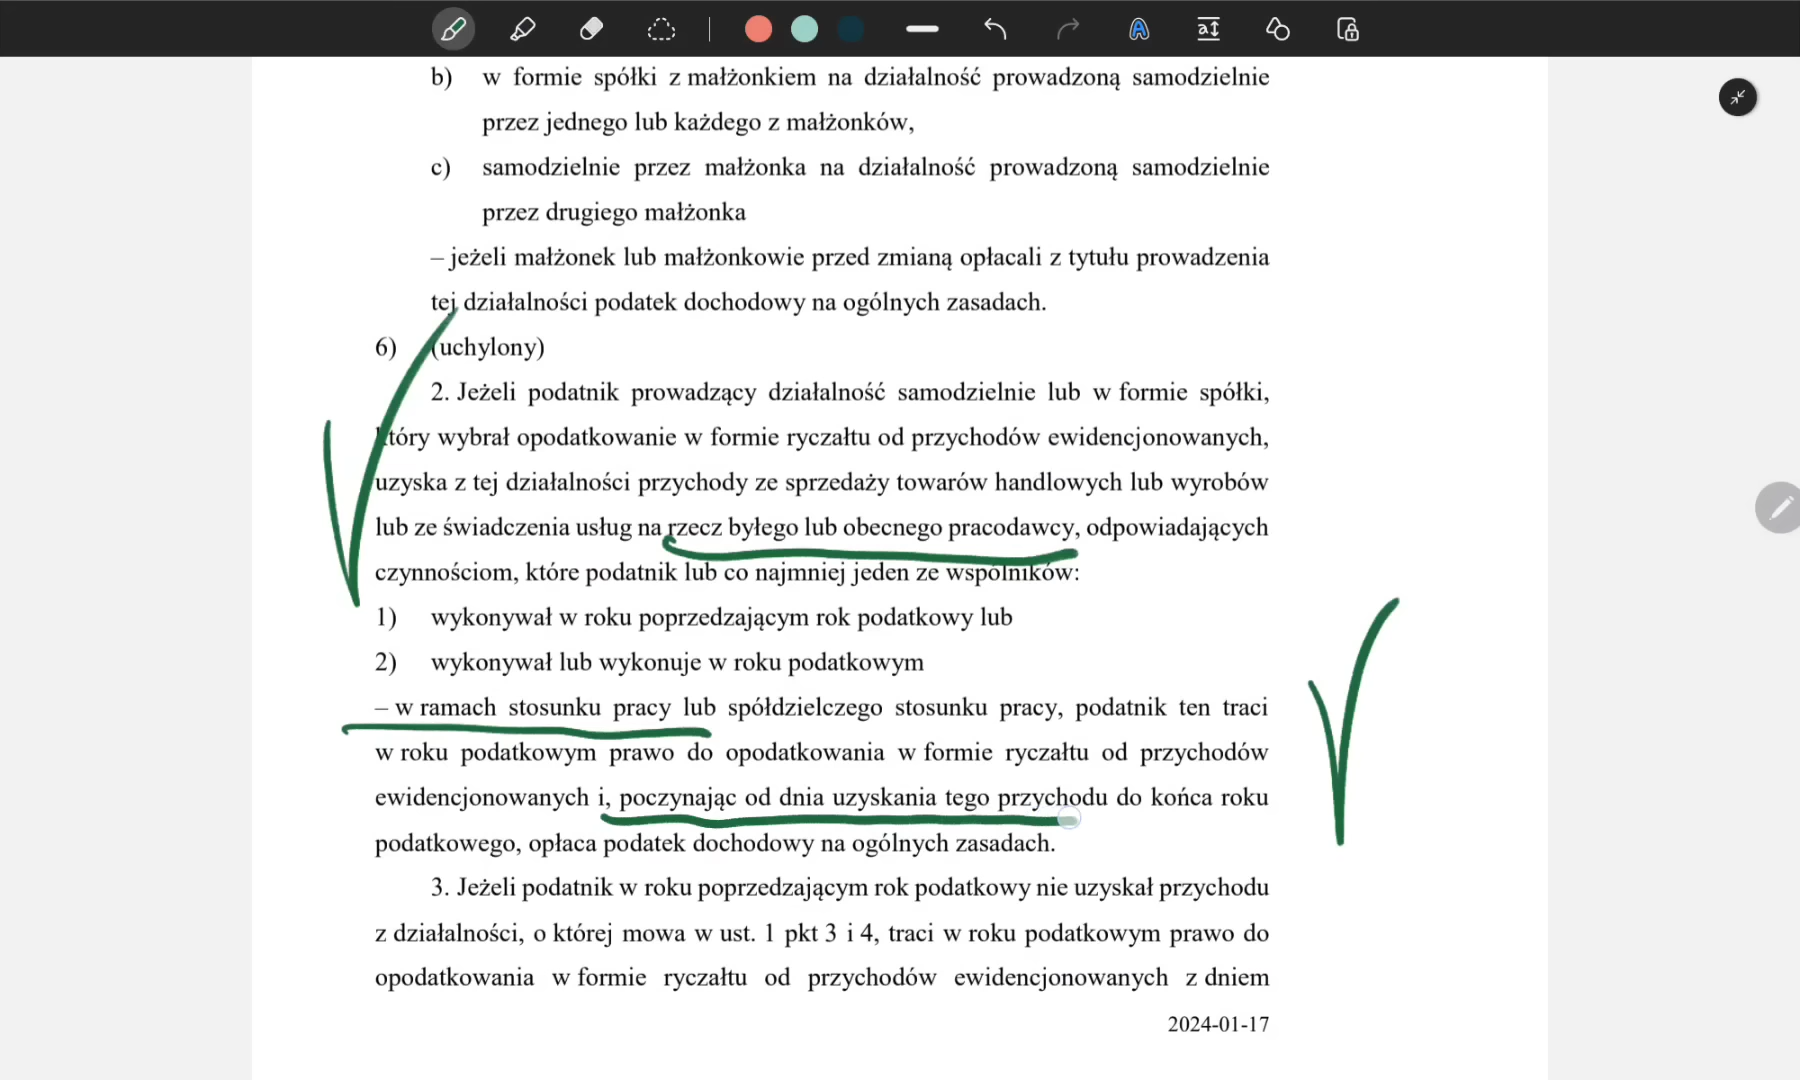 b) w formie spółki z małżonkiem na działalność prowadzoną samodzielnie
przez jednego lub każdego z małżonków,
c) samodzielnie przez małżonka na działalność prowadzoną samodzielnie
przez drugiego małżonka
– jeżeli małżonek lub małżonkowie przed zmianą opłacali z tytułu prowadzenia
tej działalności podatek dochodowy na ogólnych zasadach.
6) (uchylony)
2. Jeżeli podatnik prowadzący działalność samodzielnie lub w formie spółki,
który wybrał opodatkowanie w formie ryczałtu od przychodów ewidencjonowanych,
uzyska z tej działalności przychody ze sprzedaży towarów handlowych lub wyrobów
lub ze świadczenia usług na rzecz byłego lub obecnego pracodawcy, odpowiadających
czynnościom, które podatnik lub co najmniej jeden ze wspólników:
1) wykonywał w roku poprzedzającym rok podatkowy lub
2) wykonywał lub wykonuje w roku podatkowym
– w ramach stosunku pracy lub spółdzielczego stosunku pracy, podatnik ten traci
w roku podatkowym prawo do opodatkowania w formie ryczałtu od przychodów
ewidencjonowanych i, poczynając od dnia uzyskania tego przychodu do końca roku
podatkowego, opłaca podatek dochodowy na ogólnych zasadach.
3. Jeżeli podatnik w roku poprzedzającym rok podatkowy nie uzyskał przychodu
z działalności, o której mowa w ust. 1 pkt 3 i 4, traci w roku podatkowym prawo do
opodatkowania w formie ryczałtu od przychodów ewidencjonowanych z dniem
2024-01-17